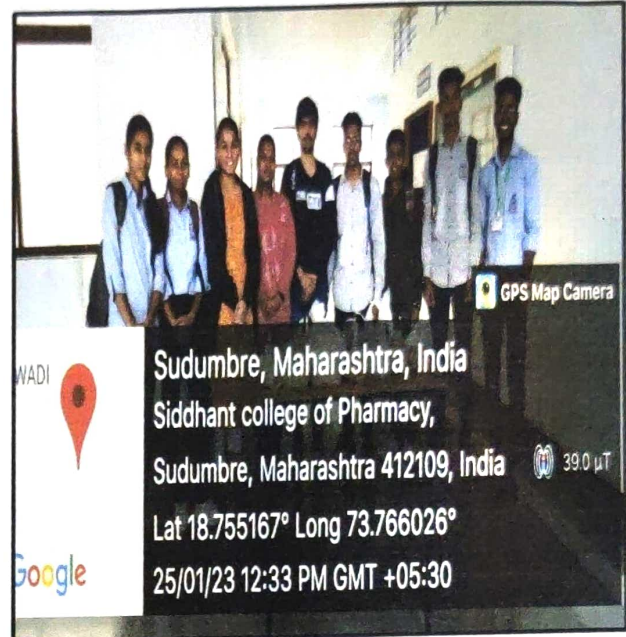 GPS Map Camera
WADI
Google
Sudumbre, Maharashtra, India
Siddhant college of Pharmacy,
Sudumbre, Maharashtra 412109, India
39.0 µT
Lat 18.755167° Long 73.766026°
25/01/23 12:33 PM GMT +05:30